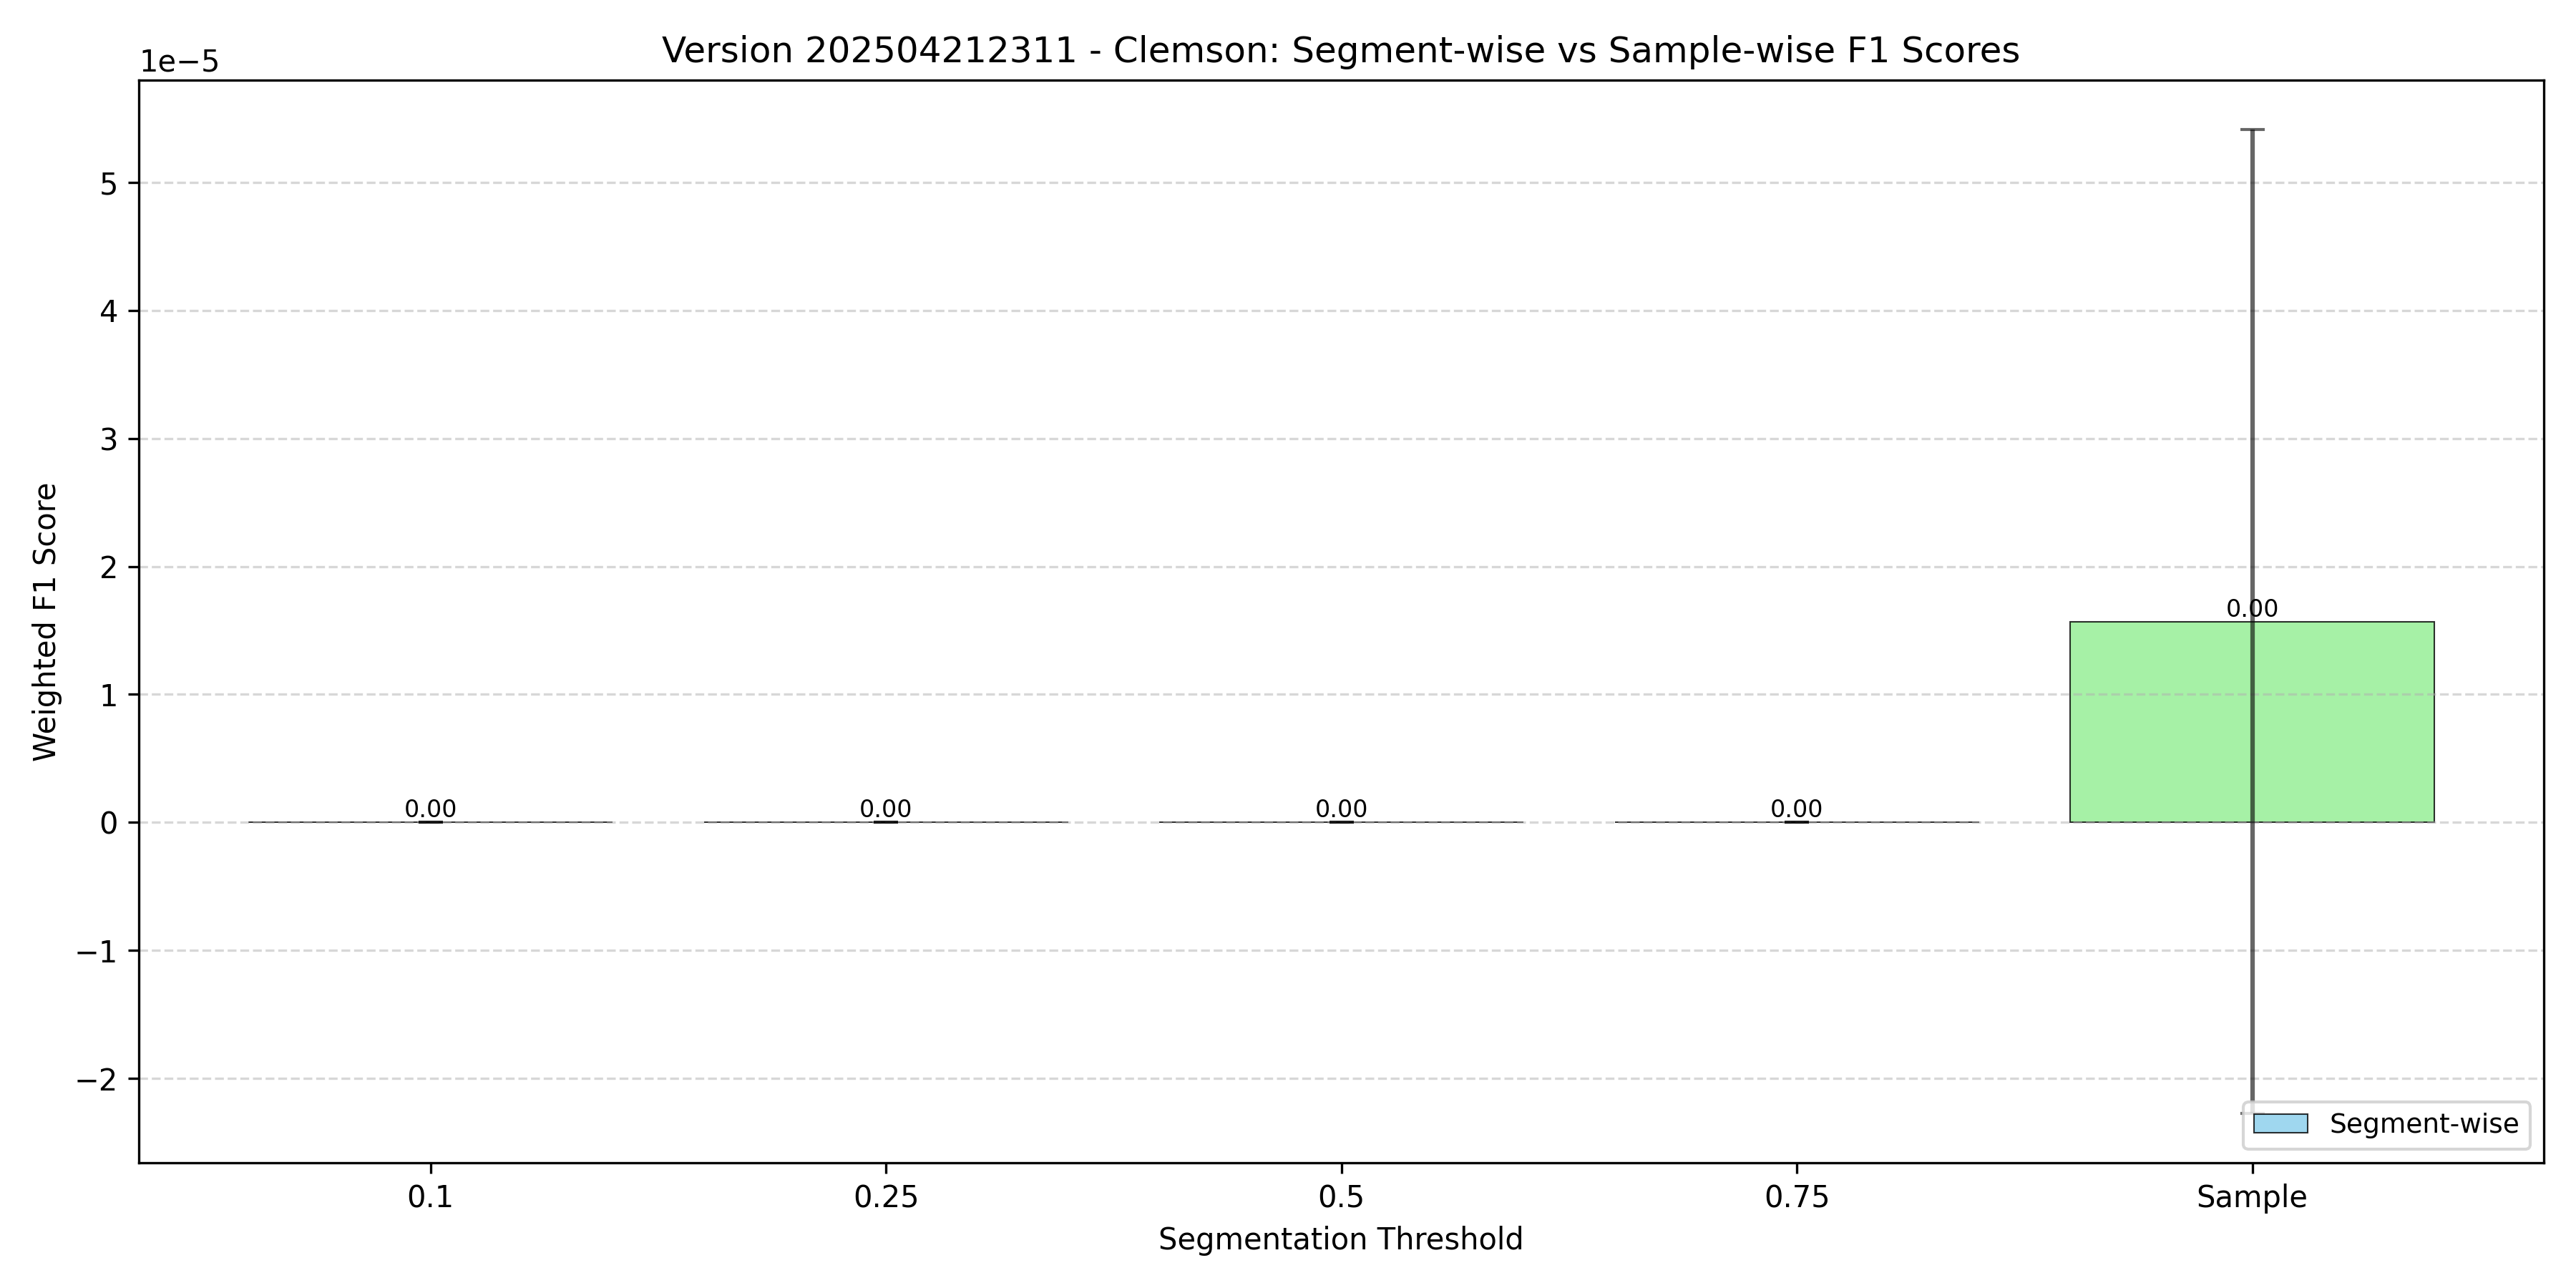 Version 202504212311 - Clemson: Segment-wise vs Sample-wise F1 Scores
1e−5
5
4
3
2
1
0
−1
−2
Weighted F1 Score
0.00
0.00
0.00
0.00
0.00
Segment-wise
0.1
0.25
0.5
0.75
Sample
Segmentation Threshold